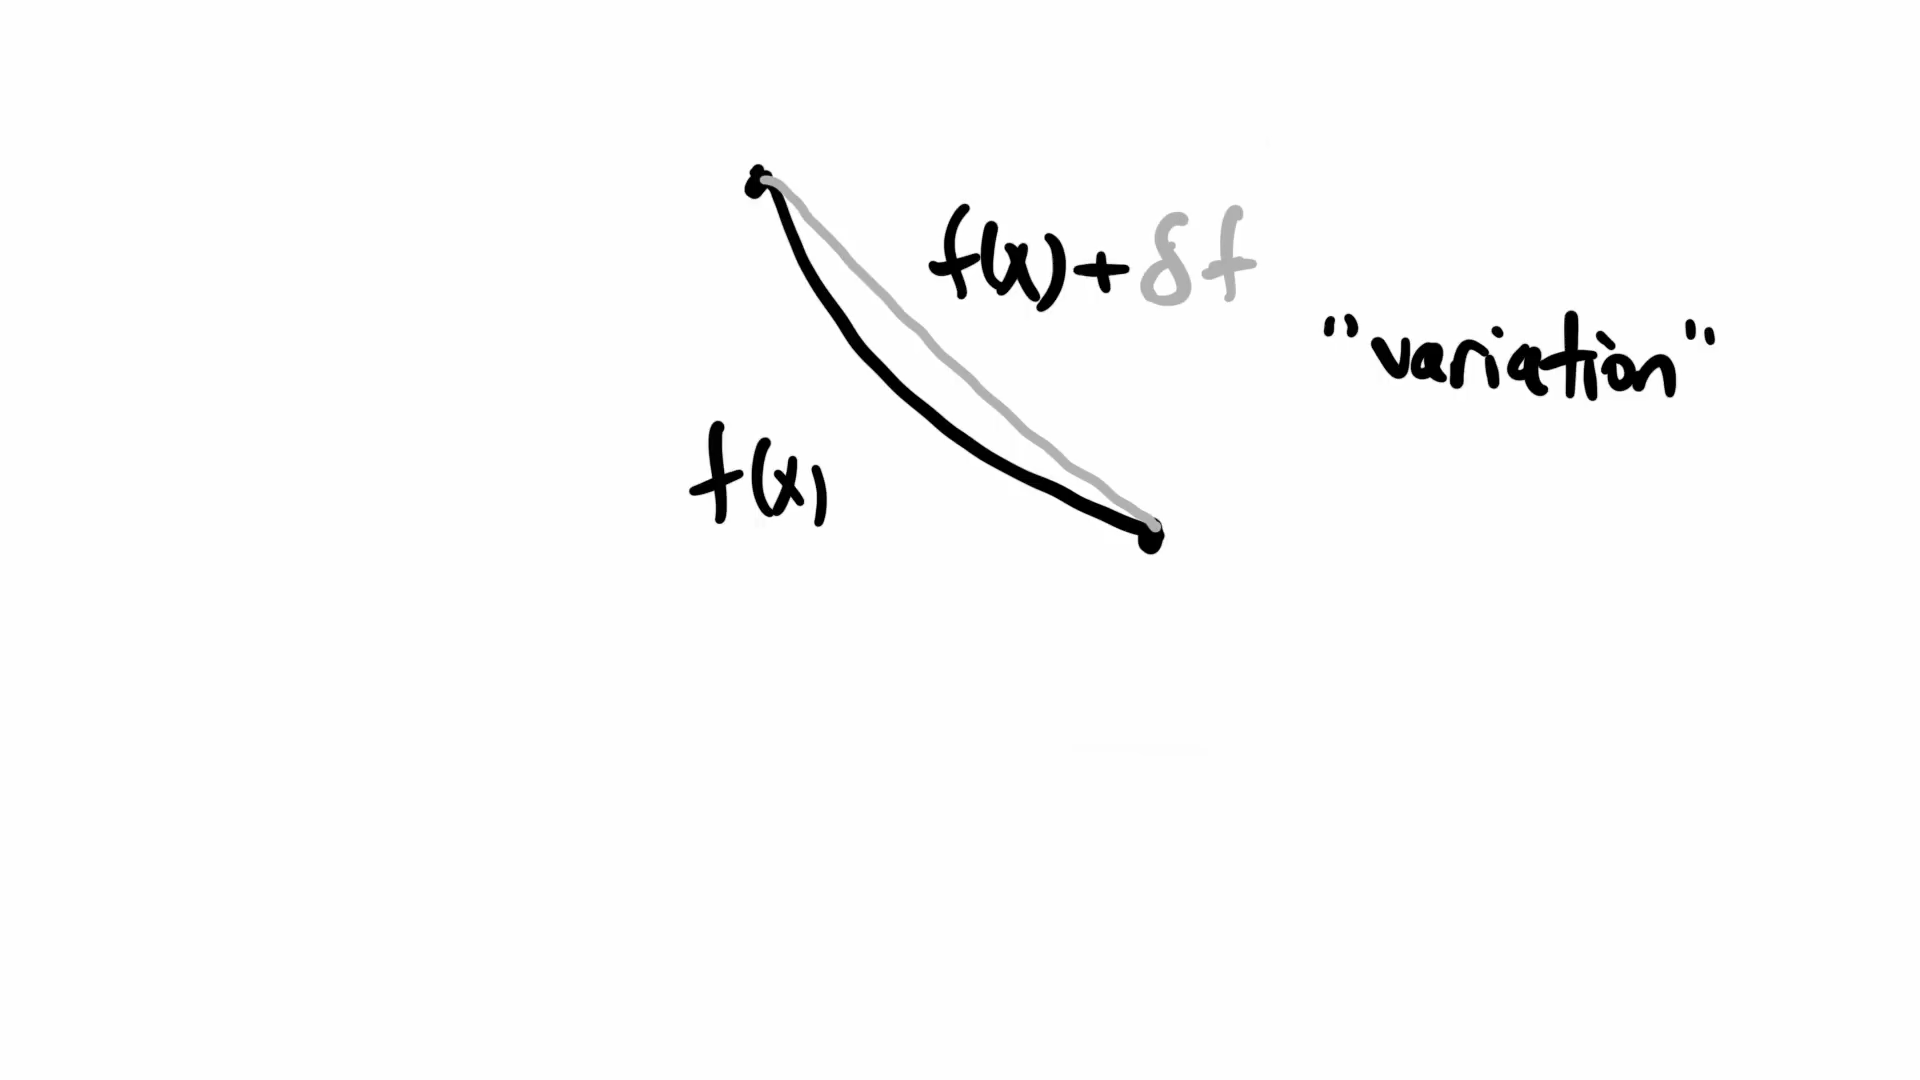 f(x)+δf
"variation"
f(x)